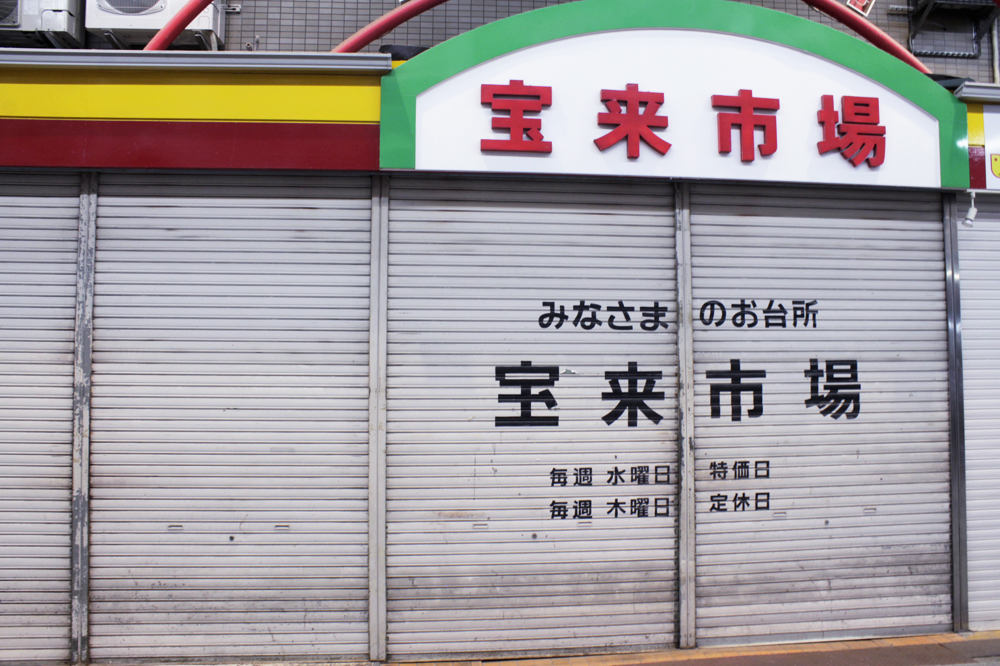 宝来市場
みなさまのお台所
宝来市場
毎週 水曜日 特価日
毎週 木曜日 定休日